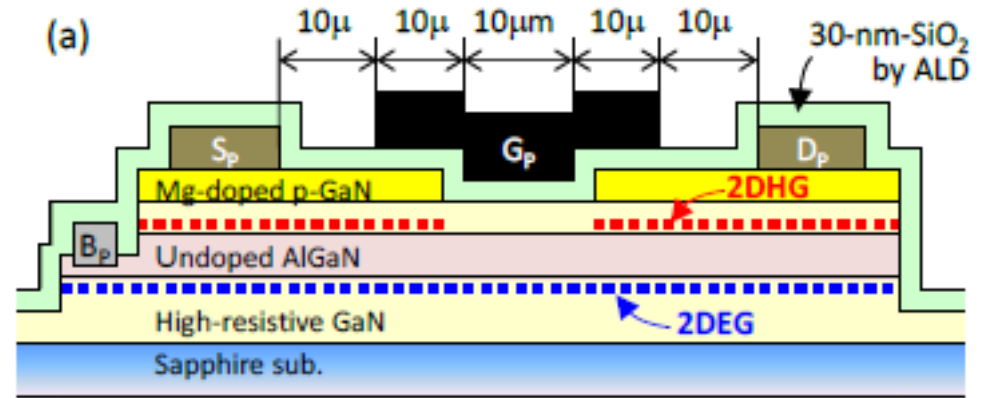 (a)
10μ 10μ 10μm 10μ 10μ
30-nm-SiO₂
by ALD
Sₚ
Gₚ
Dₚ
Mg-doped p-GaN
2DHG
Bₚ
Undoped AlGaN
2DEG
High-resistive GaN
Sapphire sub.